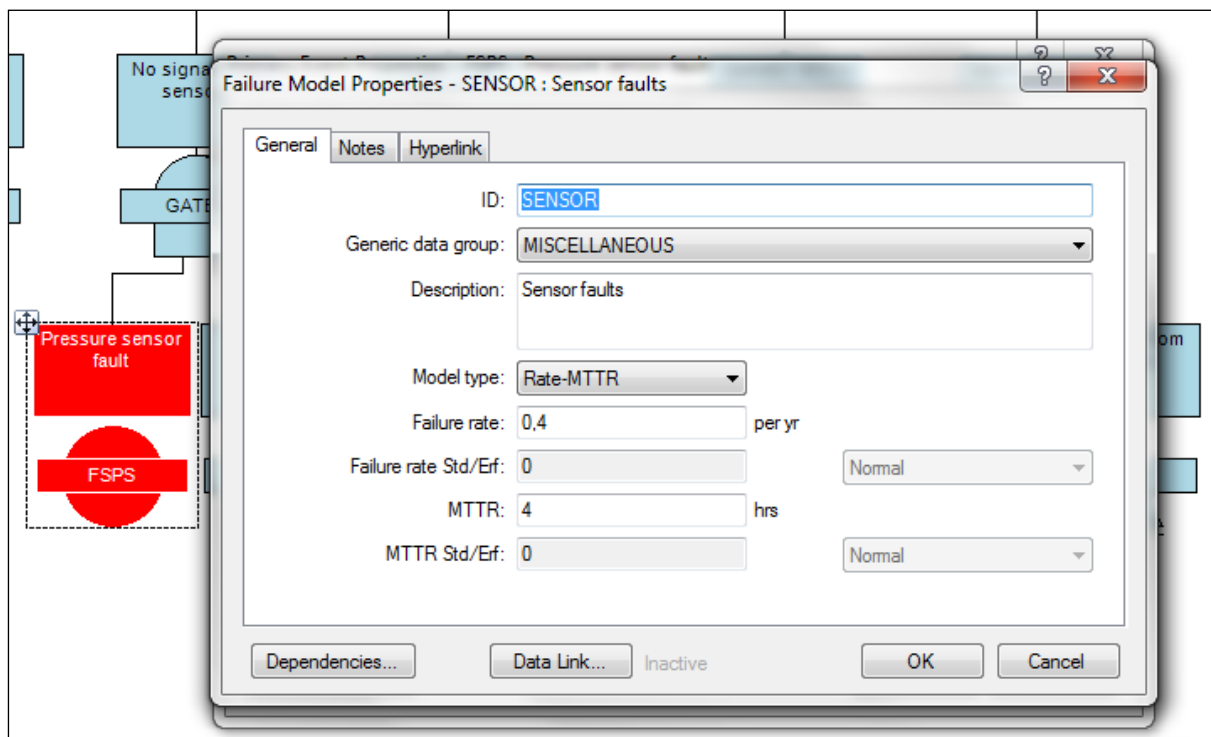 No signa
senso
GATE
Pressure sensor
fault
FSPS
om
Failure Model Properties - SENSOR : Sensor faults
General
Notes
Hyperlink
ID:
SENSOR
Generic data group:
MISCELLANEOUS
Description:
Sensor faults
Model type:
Rate-MTTR
Failure rate:
0,4
per yr
Failure rate Std/Erf:
0
Normal
MTTR:
4
hrs
MTTR Std/Erf:
0
Normal
Dependencies...
Data Link...
Inactive
OK
Cancel